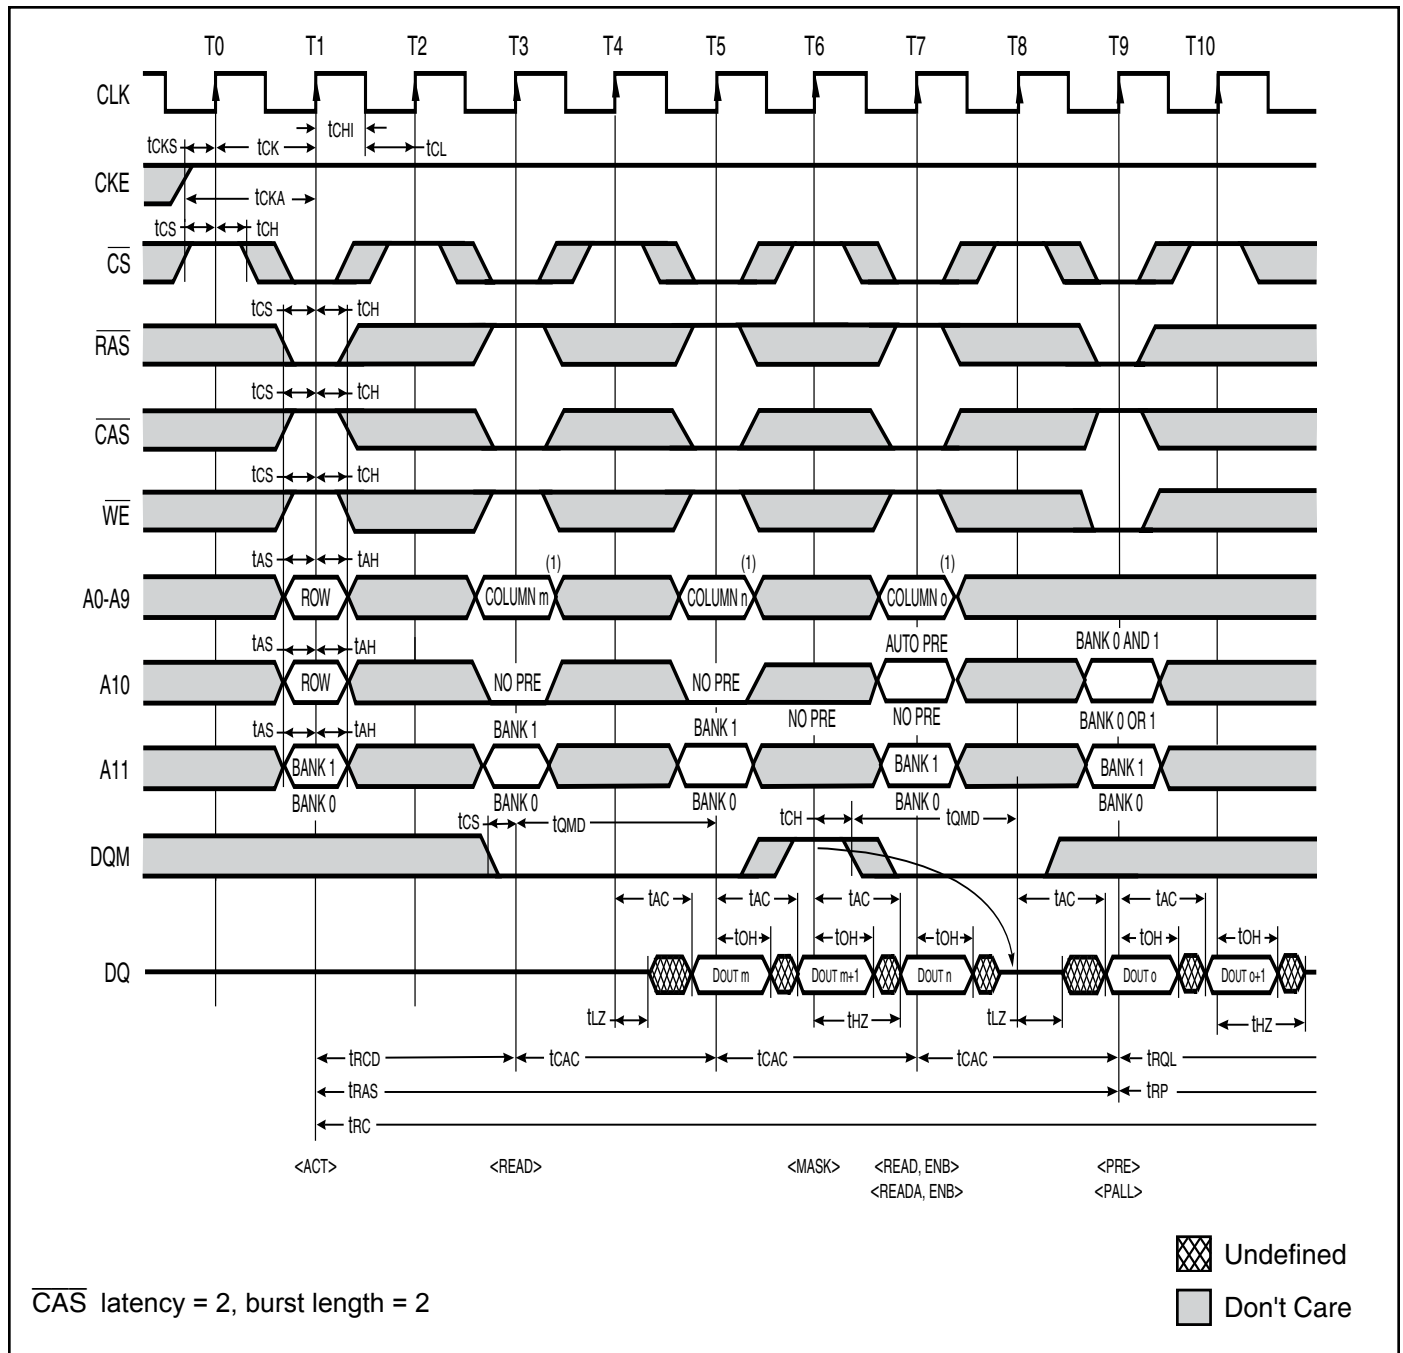 T0 T1 T2 T3 T4 T5 T6 T7 T8 T9 T10
CLK
tCHI
tCKS tCK tCL
CKE
tCKA
tCS tCH
CS
tCS tCH
RAS
tCS tCH
CAS
tCS tCH
WE
tAS tAH (1) (1) (1)
A0-A9 ROW COLUMN m COLUMN n COLUMN o
tAS tAH AUTO PRE BANK 0 AND 1
A10 ROW NO PRE NO PRE
NO PRE NO PRE BANK 0 OR 1
tAS tAH BANK 1 BANK 1
A11 BANK 1 BANK 1 BANK 1
BANK 0 BANK 0 BANK 0 BANK 0 BANK 0
tCS tQMD tCH tQMD
DQM
tAC tAC tAC tAC tAC
tOH tOH tOH tOH tOH
DQ DOUT m DOUT m+1 DOUT n DOUT o DOUT o+1
tLZ tHZ tLZ tHZ
tRCD tCAC tCAC tCAC tRQL
tRAS tRP
tRC
<ACT> <READ> <MASK> <READ, ENB> <PRE>
<READA, ENB> <PALL>
Undefined
CAS latency = 2, burst length = 2
Don't Care